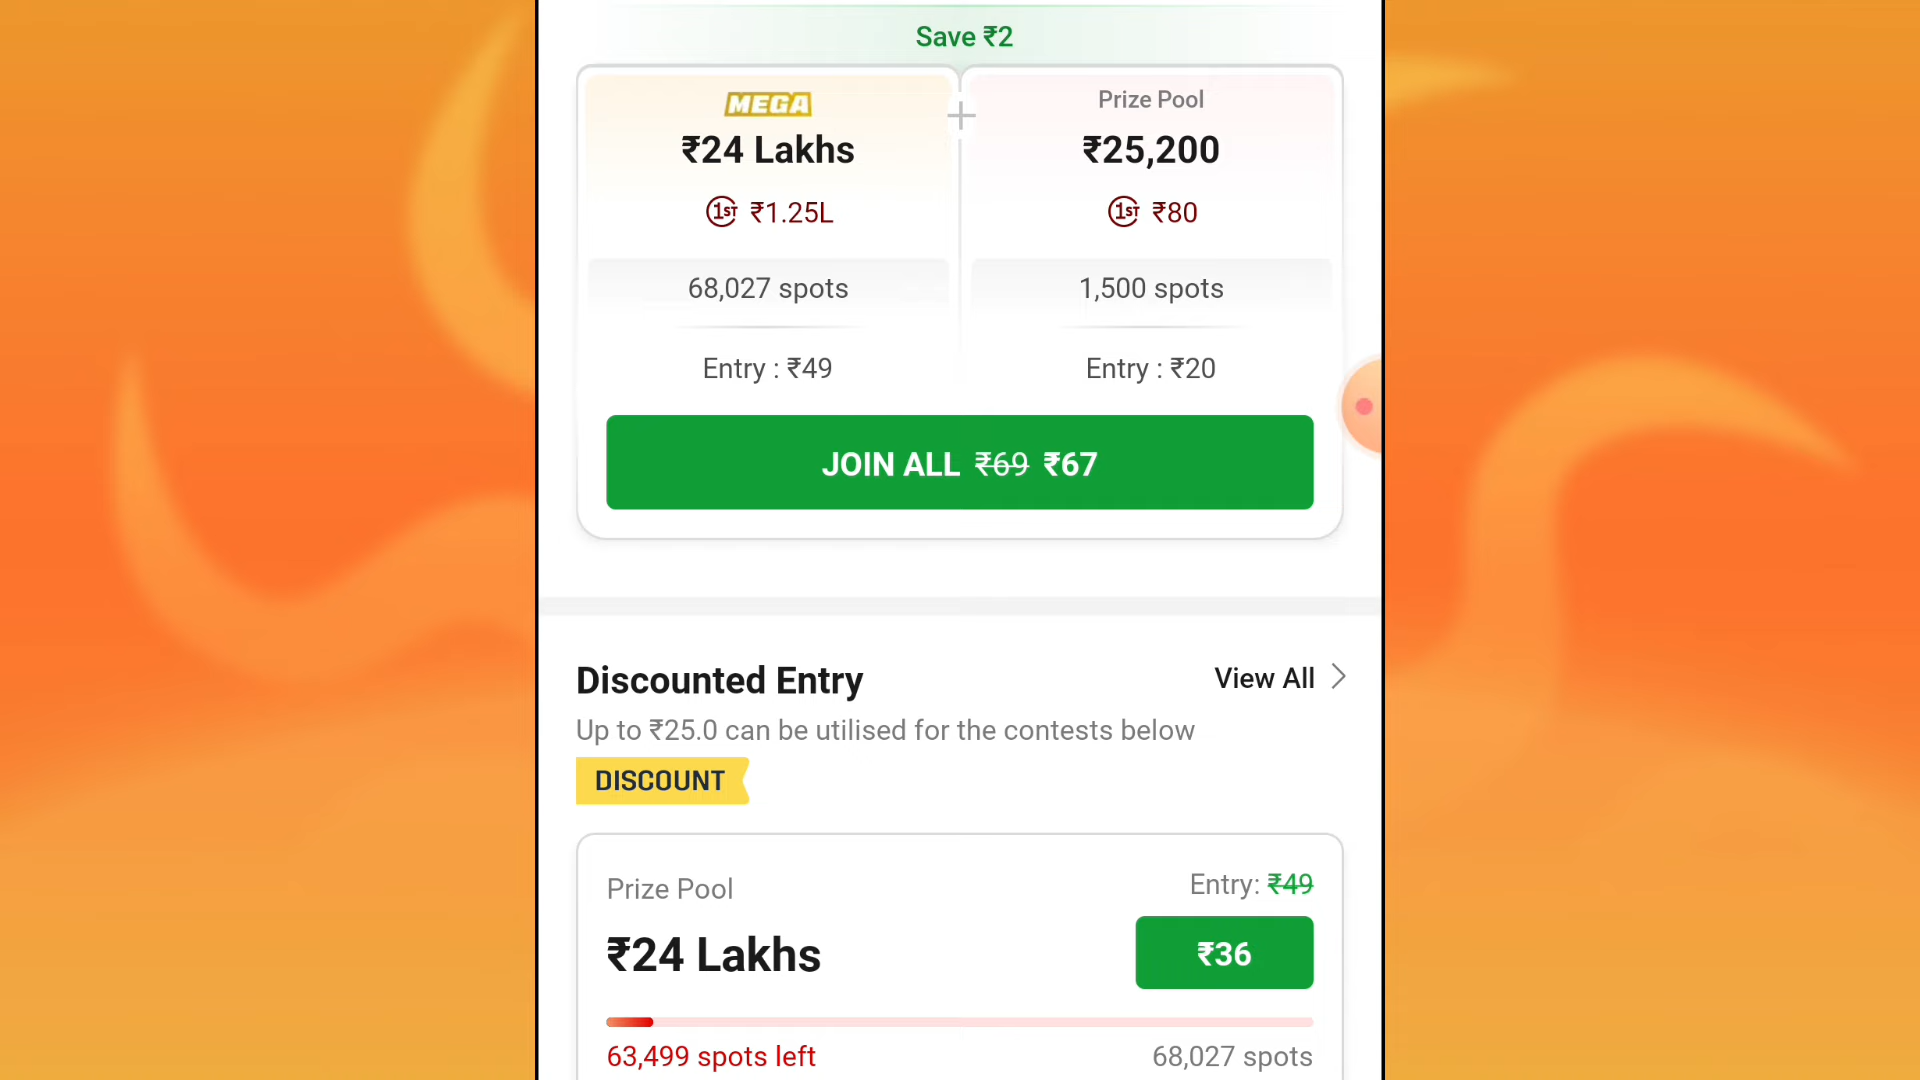 Save ₹2
MEGA
₹24 Lakhs
1ST ₹1.25L
68,027 spots
Entry : ₹49
+
Prize Pool
₹25,200
1ST ₹80
1,500 spots
Entry : ₹20
JOIN ALL ₹69 ₹67
Discounted Entry
View All
Up to ₹25.0 can be utilised for the contests below
DISCOUNT
Prize Pool
Entry: ₹49
₹24 Lakhs
₹36
63,499 spots left
68,027 spots